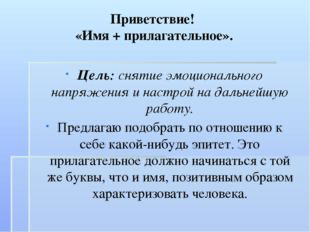 Приветствие!
«Имя + прилагательное».
Цель: снятие эмоционального
напряжения и настрой на дальнейшую
работу.
Предлагаю подобрать по отношению к
себе какой-нибудь эпитет. Это
прилагательное должно начинаться с той
же буквы, что и имя, позитивным образом
характеризовать человека.